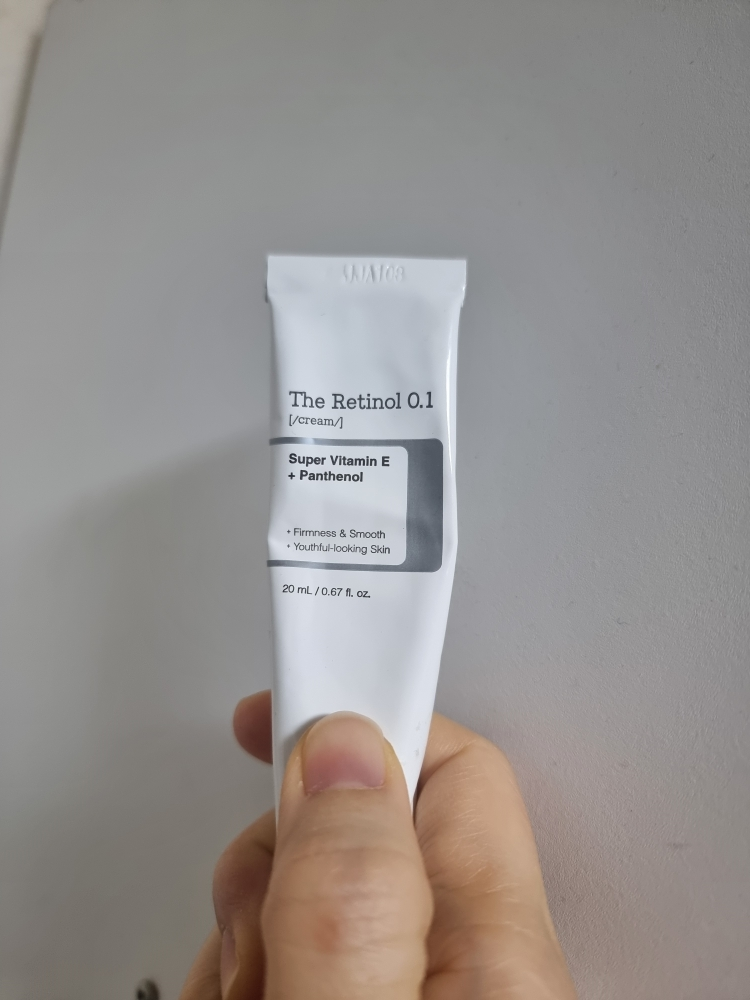 The Retinol 0.1
[/cream/]
Super Vitamin E
+ Panthenol
• Firmness & Smooth
• Youthful-looking Skin
20 mL / 0.67 fl. oz.